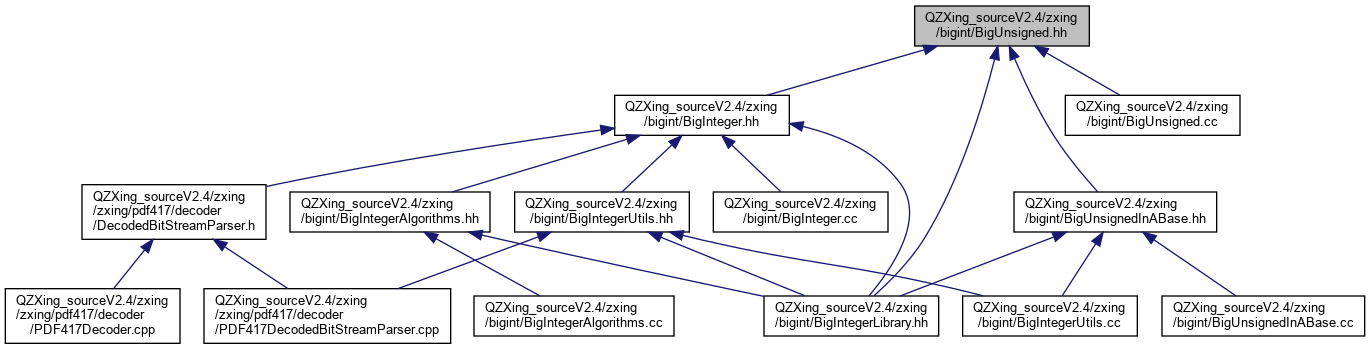 QZXing_sourceV2.4/zxing
/bigint/BigUnsigned.hh
QZXing_sourceV2.4/zxing
/bigint/BigInteger.hh
QZXing_sourceV2.4/zxing
/bigint/BigUnsigned.cc
QZXing_sourceV2.4/zxing
/zxing/pdf417/decoder
/DecodedBitStreamParser.h
QZXing_sourceV2.4/zxing
/bigint/BigIntegerAlgorithms.hh
QZXing_sourceV2.4/zxing
/bigint/BigIntegerUtils.hh
QZXing_sourceV2.4/zxing
/bigint/BigInteger.cc
QZXing_sourceV2.4/zxing
/bigint/BigUnsignedInABase.hh
QZXing_sourceV2.4/zxing
/zxing/pdf417/decoder
/PDF417Decoder.cpp
QZXing_sourceV2.4/zxing
/zxing/pdf417/decoder
/PDF417DecodedBitStreamParser.cpp
QZXing_sourceV2.4/zxing
/bigint/BigIntegerAlgorithms.cc
QZXing_sourceV2.4/zxing
/bigint/BigIntegerLibrary.hh
QZXing_sourceV2.4/zxing
/bigint/BigIntegerUtils.cc
QZXing_sourceV2.4/zxing
/bigint/BigUnsignedInABase.cc